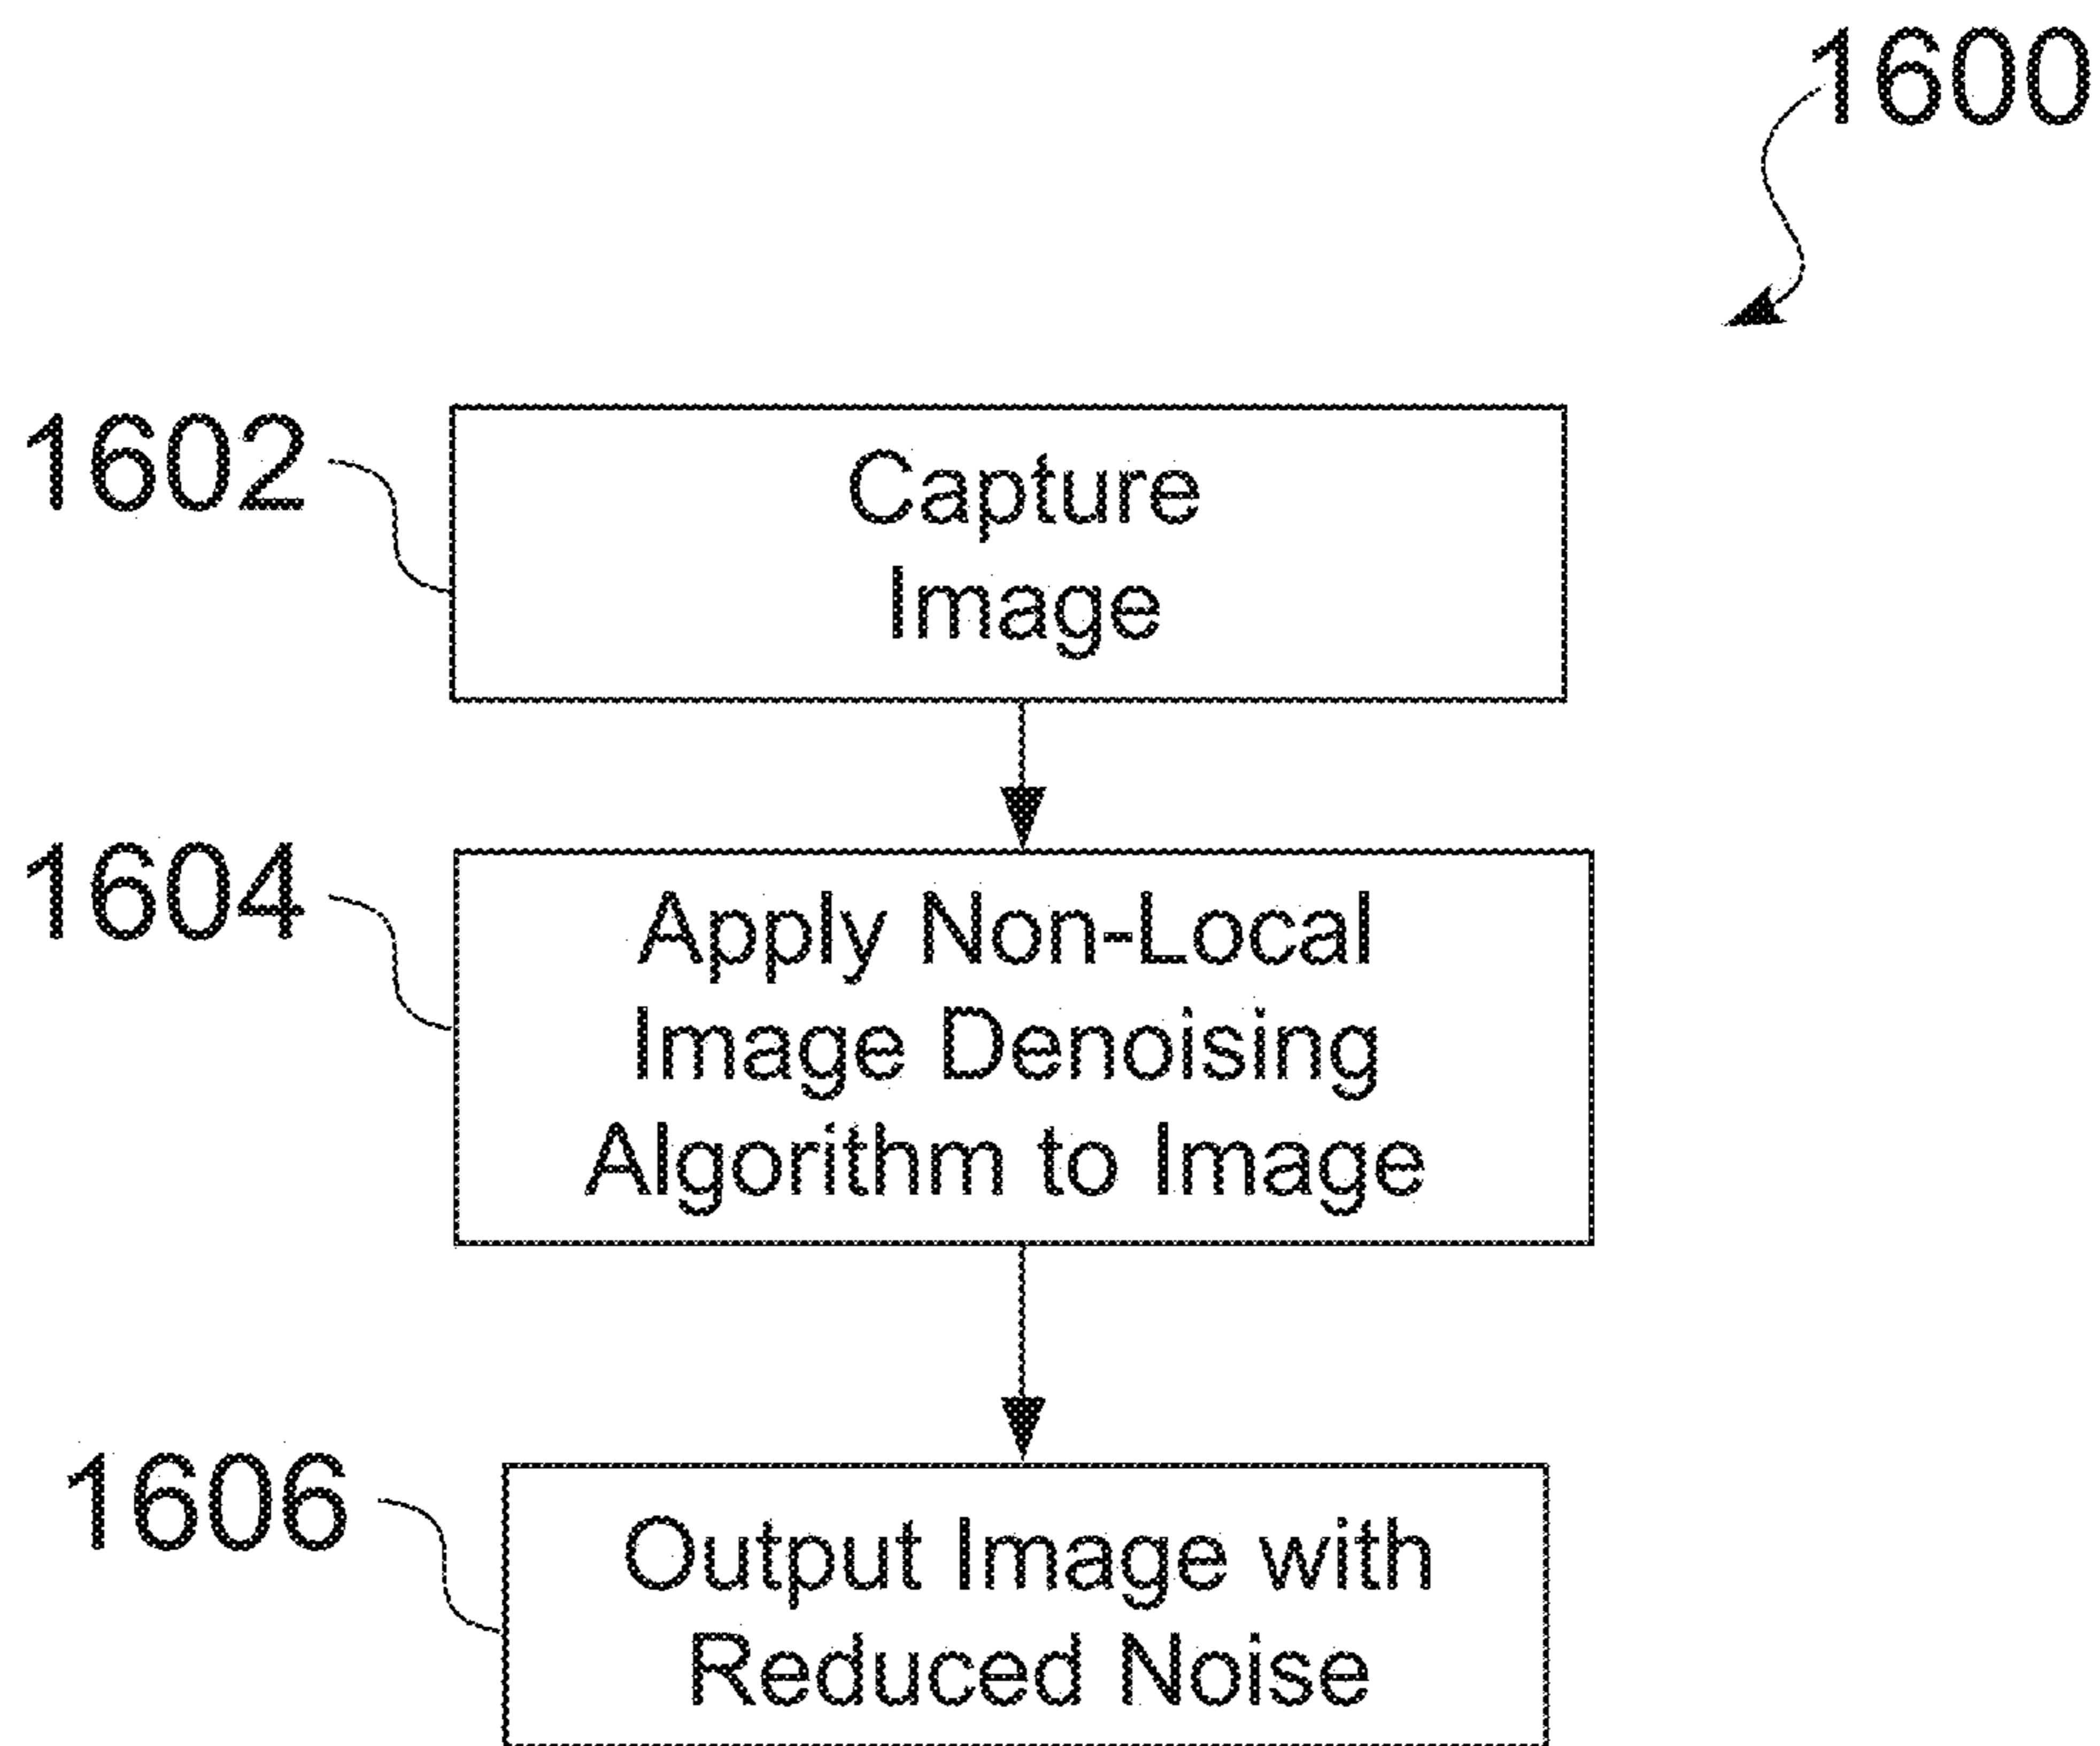 1600
1602
Capture
Image
1604
Apply Non-Local
Image Denoising
Algorithm to Image
1606
Output Image with
Reduced Noise